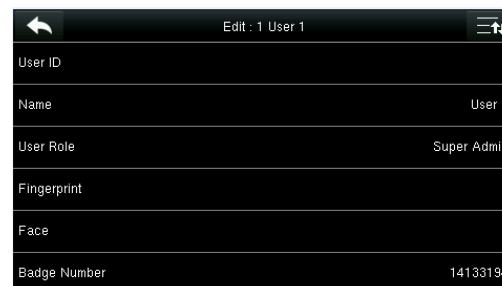 Edit : 1 User 1
User ID
Name User
User Role Super Admi
Fingerprint
Face
Badge Number 1413319